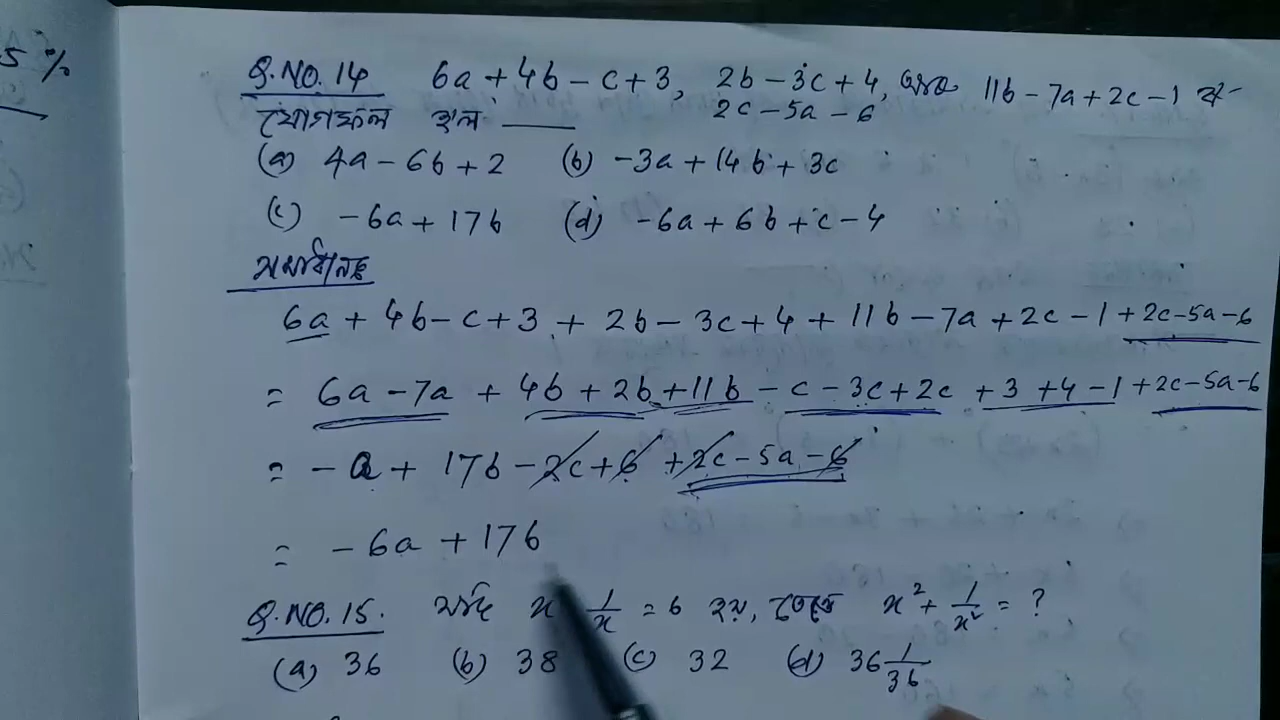 5 %
Q.NO.14 6a + 4b - c + 3, 2b - 3c + 4, এবং 11b - 7a + 2c - 1 এর
2c - 5a - 6
যোগফল হল ____
(a) 4a - 6b + 2 (b) -3a + 14b + 3c
(c) -6a + 17b (d) -6a + 6b + c - 4
সমাধানঃ
6a + 4b - c + 3 + 2b - 3c + 4 + 11b - 7a + 2c - 1 + 2c - 5a - 6
= 6a - 7a + 4b + 2b + 11b - c - 3c + 2c + 3 + 4 - 1 + 2c - 5a - 6
= - a + 17b - 2c + 6 + 2c - 5a - 6
= - 6a + 17b
Q.NO.15. যদি x 1/x = 6 হয়, তবে x² + 1/x² = ?
(a) 36 (b) 38 (c) 32 (d) 36 1/36